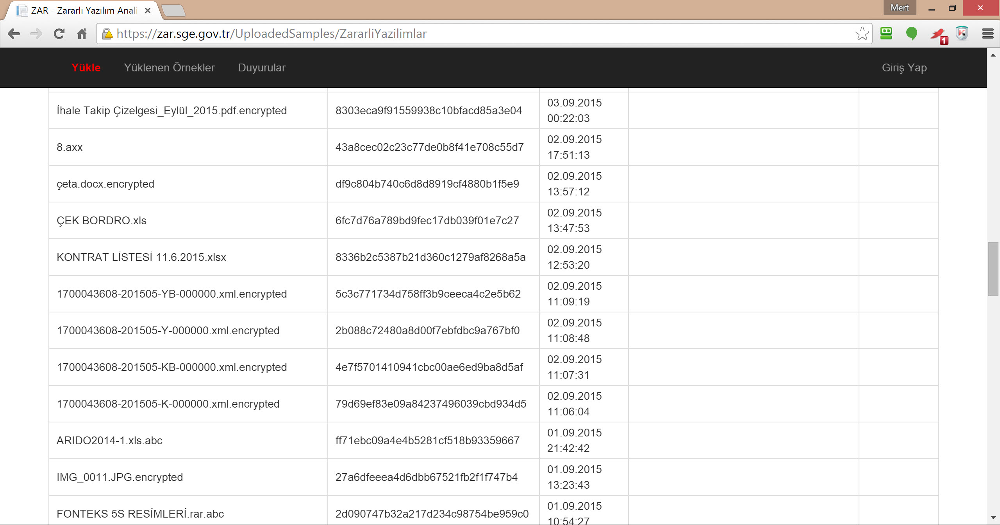 ZAR - Zararlı Yazılım Anali
Mert
https://zar.sge.gov.tr/UploadedSamples/ZararliYazilimlar
1
Yükle Yüklenen Örnekler Duyurular Giriş Yap
İhale Takip Çizelgesi_Eylül_2015.pdf.encrypted 8303eca9f91559938c10bfacd85a3e04 03.09.2015
00:22:03
8.axx 43a8cec02c23c77de0b8f41e708c55d7 02.09.2015
17:51:13
çeta.docx.encrypted df9c804b740c6d8d8919cf4880b1f5e9 02.09.2015
13:57:12
ÇEK BORDRO.xls 6fc7d76a789bd9fec17db039f01e7c27 02.09.2015
13:47:53
KONTRAT LİSTESİ 11.6.2015.xlsx 8336b2c5387b21d360c1279af8268a5a 02.09.2015
12:53:20
1700043608-201505-YB-000000.xml.encrypted 5c3c771734d758ff3b9ceeca4c2e5b62 02.09.2015
11:09:19
1700043608-201505-Y-000000.xml.encrypted 2b088c72480a8d00f7ebfdbc9a767bf0 02.09.2015
11:08:48
1700043608-201505-KB-000000.xml.encrypted 4e7f5701410941cbc00ae6ed9ba8d5af 02.09.2015
11:07:31
1700043608-201505-K-000000.xml.encrypted 79d69ef83e09a84237496039cbd934d5 02.09.2015
11:06:04
ARIDO2014-1.xls.abc ff71ebc09a4e4b5281cf518b93359667 01.09.2015
21:42:42
IMG_0011.JPG.encrypted 27a6dfeeea4d6dbb67521fb2f1f747b4 01.09.2015
13:23:43
FONTEKS 5S RESİMLERİ.rar.abc 2d090747b32a217d234c98754be959c0 01.09.2015
10:54:27